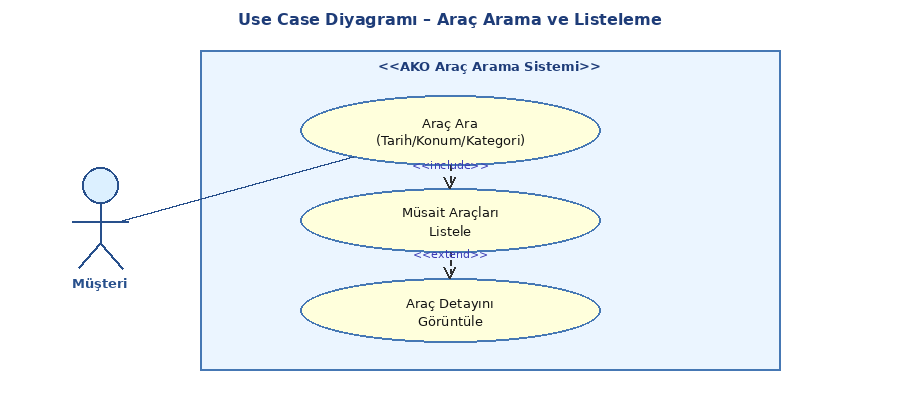 Use Case Diyagramı – Araç Arama ve Listeleme
<<AKO Araç Arama Sistemi>>
Araç Ara
(Tarih/Konum/Kategori)
<<include>>
Müsait Araçları
Listele
<<extend>>
Araç Detayını
Görüntüle
Müşteri